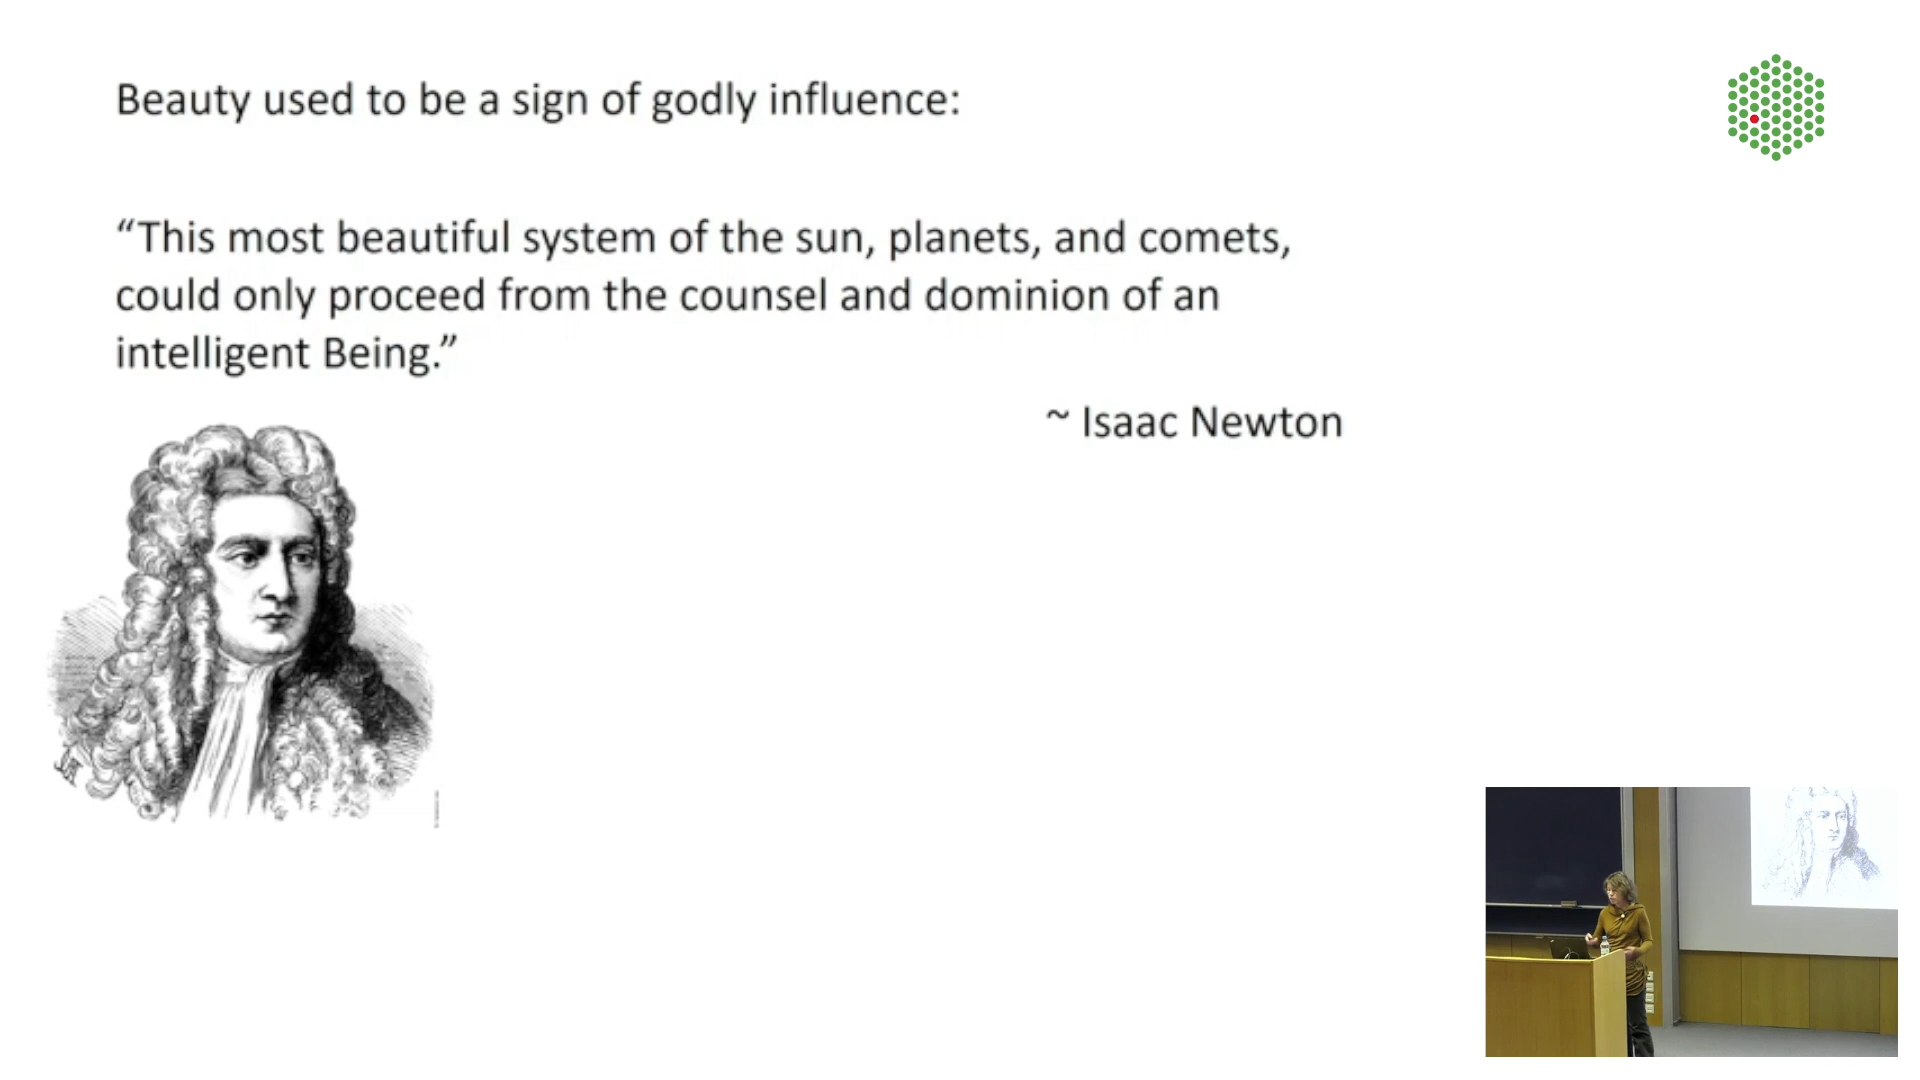 Beauty used to be a sign of godly influence:
“This most beautiful system of the sun, planets, and comets,
could only proceed from the counsel and dominion of an
intelligent Being.”
~ Isaac Newton